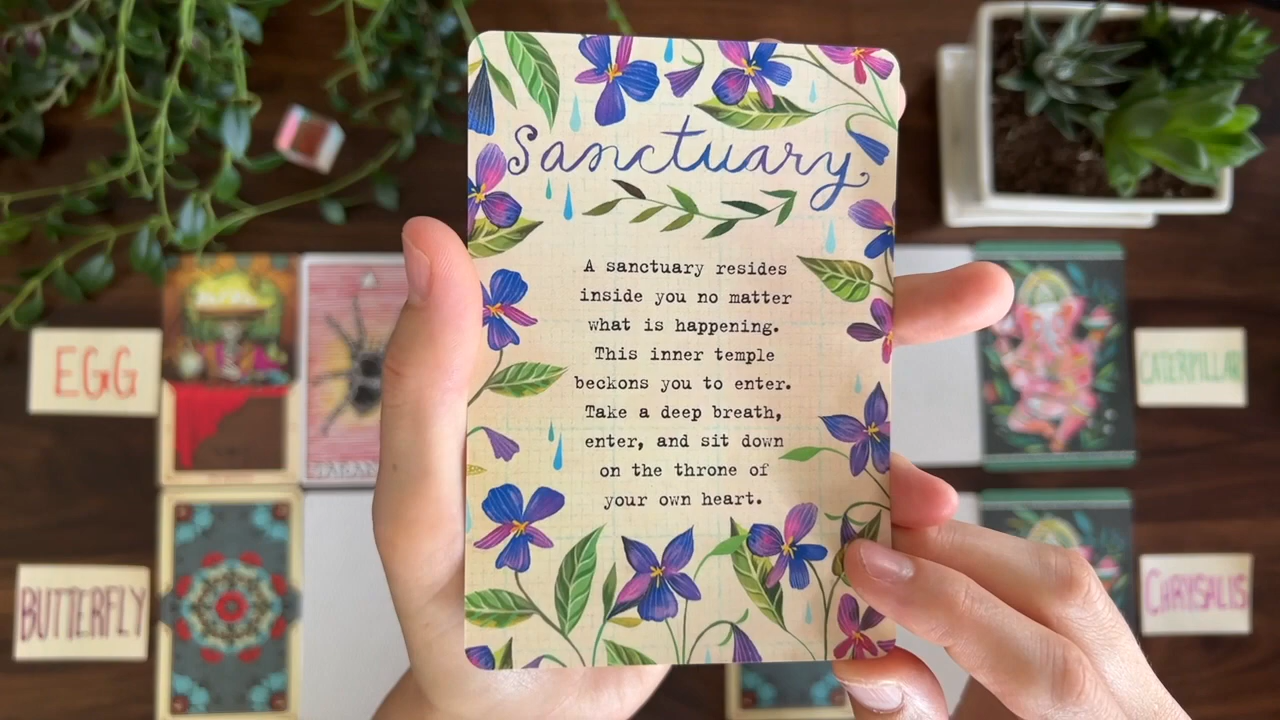 Sanctuary
A sanctuary resides
inside you no matter
what is happening.
This inner temple
beckons you to enter.
Take a deep breath,
enter, and sit down
on the throne of
your own heart.
EGG
CATERPILLAR
BUTTERFLY
CHRYSALIS